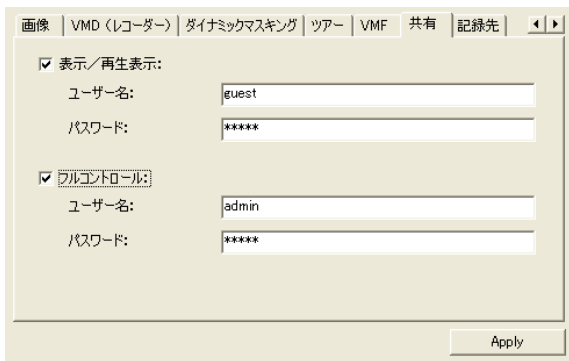 画像 VMD（レコーダー） ダイナミックマスキング ツアー VMF 共有 記録先
表示／再生表示:
ユーザー名: guest
パスワード: *****
フルコントロール:
ユーザー名: admin
パスワード: *****
Apply